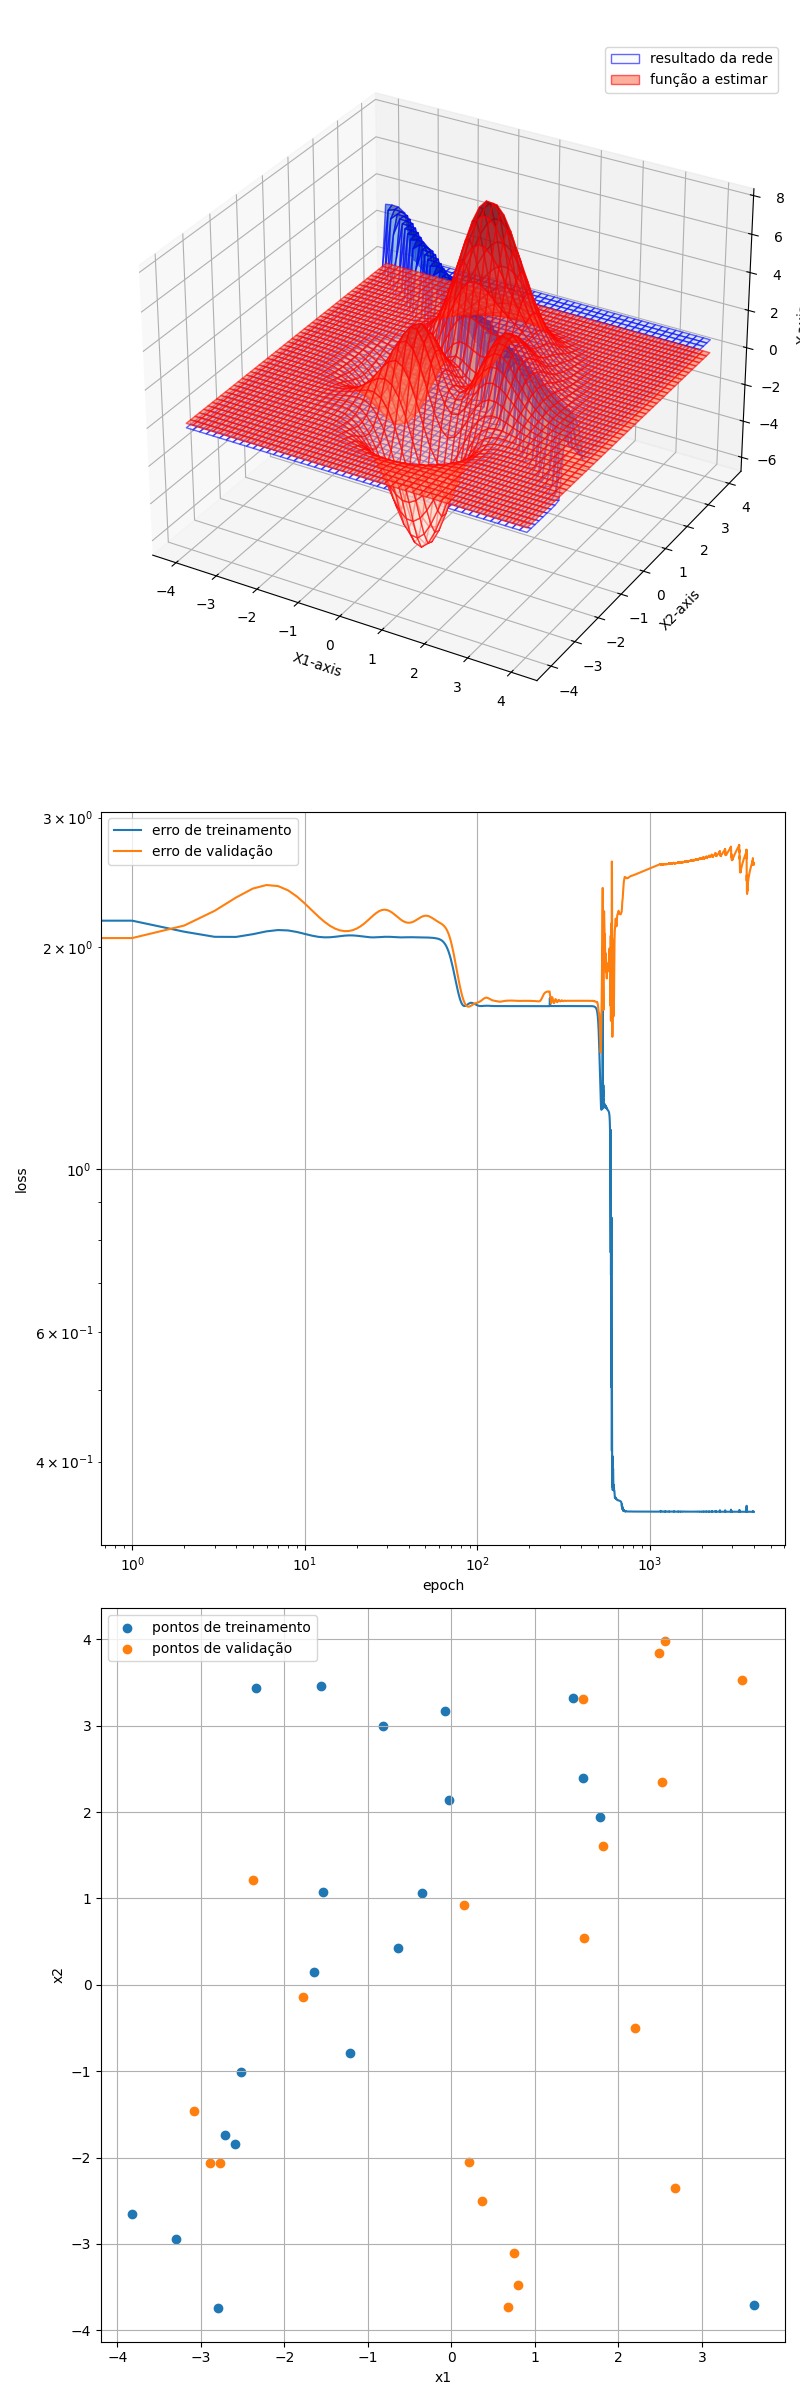 resultado da rede
função a estimar
8
6
4
2
0
−2
−4
−6
−4
−3
−2
−1
0
1
2
3
4
X1-axis
−4
−3
−2
−1
0
1
2
3
4
X2-axis
erro de treinamento
erro de validação
3 × 10⁰
2 × 10⁰
10⁰
6 × 10⁻¹
4 × 10⁻¹
loss
10⁰ 10¹ 10² 10³
epoch
pontos de treinamento
pontos de validação
4
3
2
1
0
−1
−2
−3
−4
x2
−4 −3 −2 −1 0 1 2 3
x1